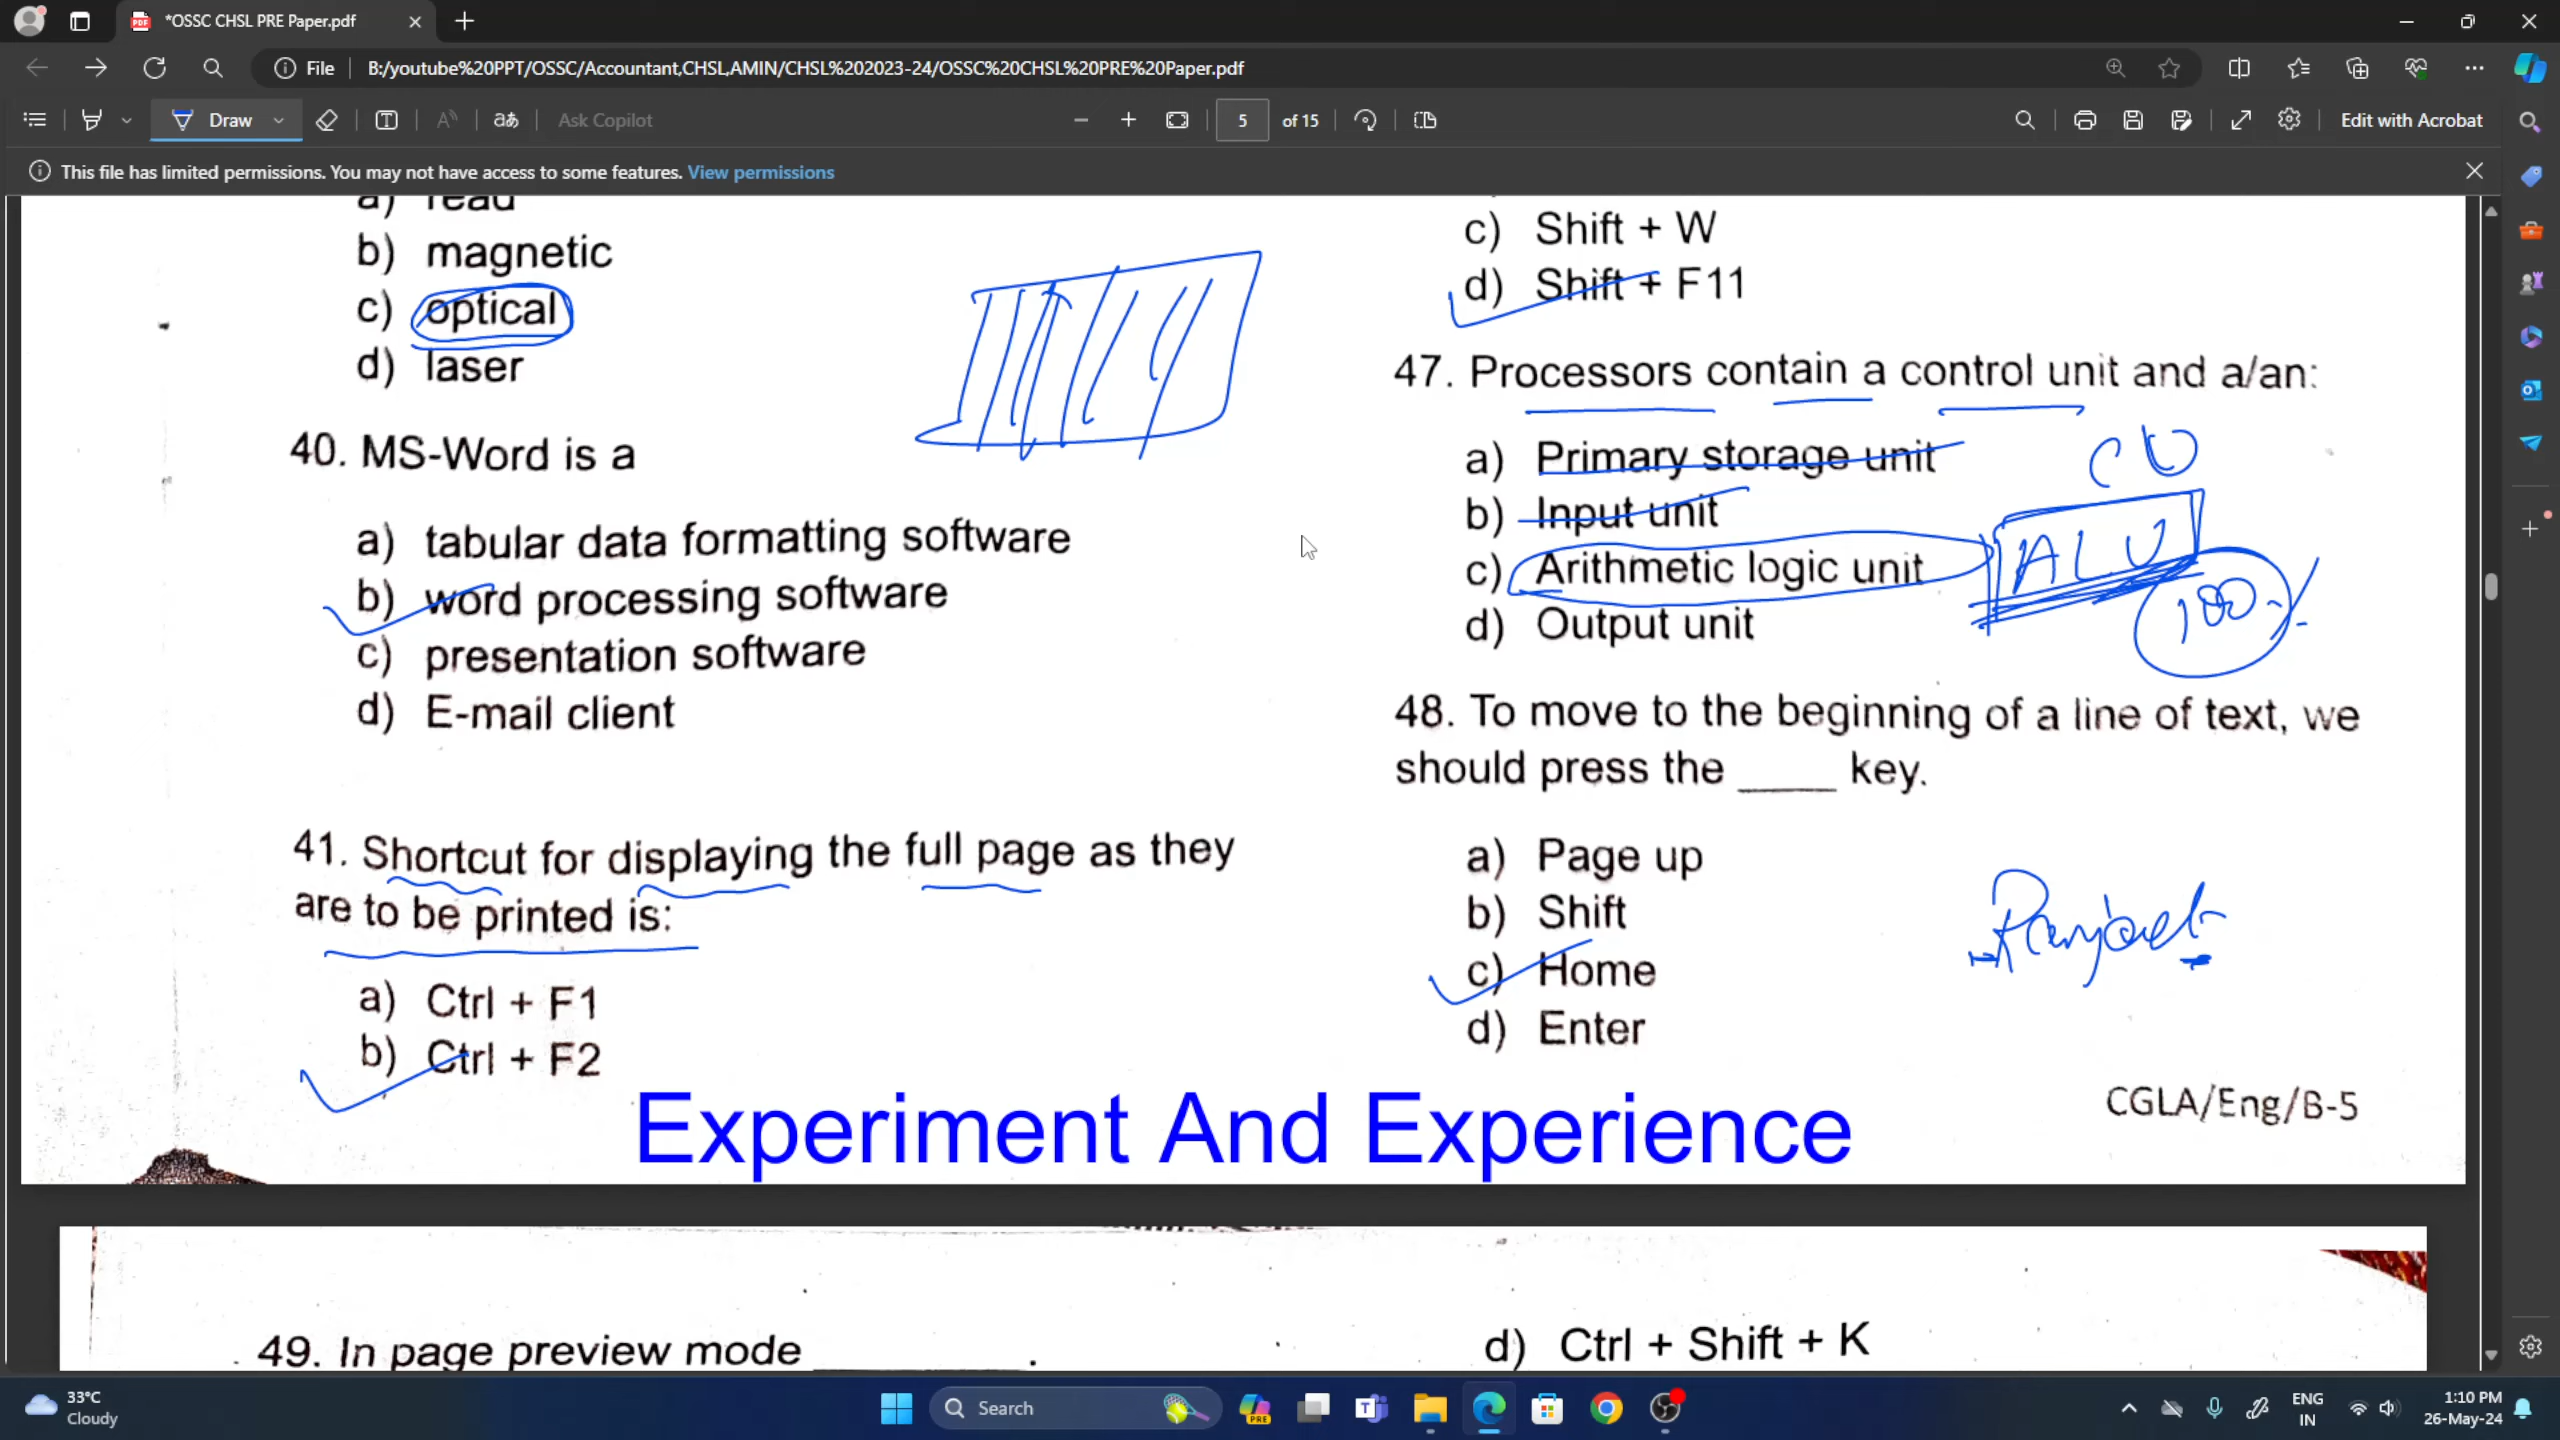 *OSSC CHSL PRE Paper.pdf
File
B:/youtube%20PPT/OSSC/Accountant,CHSL,AMIN/CHSL%202023-24/OSSC%20CHSL%20PRE%20Paper.pdf
Draw
Ask Copilot
5 of 15
Edit with Acrobat
This file has limited permissions. You may not have access to some features. View permissions
a) read
b) magnetic
c) optical
d) laser
40. MS-Word is a
a) tabular data formatting software
b) word processing software
c) presentation software
d) E-mail client
41. Shortcut for displaying the full page as they
are to be printed is:
a) Ctrl + F1
b) Ctrl + F2
c) Shift + W
d) Shift + F11
47. Processors contain a control unit and a/an:
a) Primary storage unit
b) Input unit
c) Arithmetic logic unit
d) Output unit
CU
ALU
100%
48. To move to the beginning of a line of text, we
should press the ____ key.
a) Page up
b) Shift
c) Home
d) Enter
CGLA/Eng/B-5
Experiment And Experience
49. In page preview mode ________.
d) Ctrl + Shift + K
33°C
Cloudy
Search
PRE
ENG
IN
1:10 PM
26-May-24